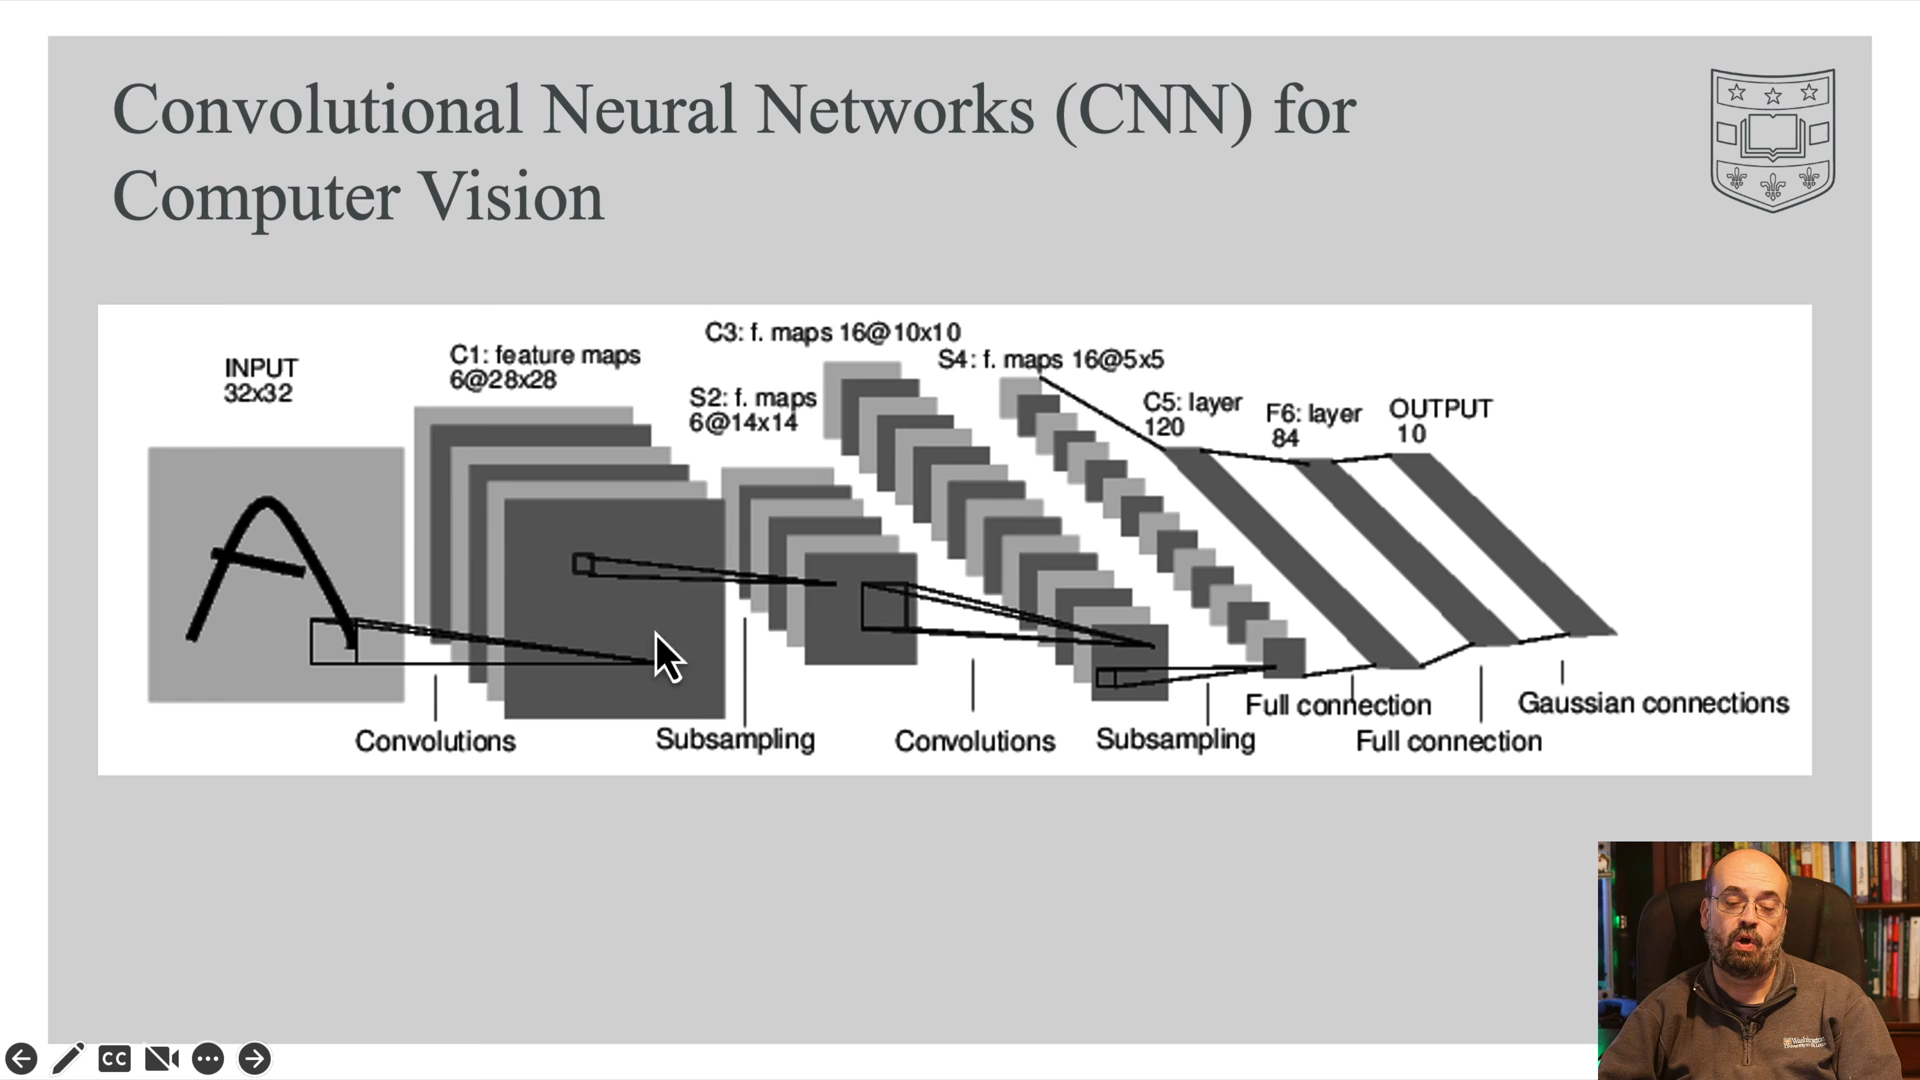 Convolutional Neural Networks (CNN) for
Computer Vision
INPUT
32x32
C1: feature maps
6@28x28
S2: f. maps
6@14x14
C3: f. maps 16@10x10
S4: f. maps 16@5x5
C5: layer
120
F6: layer
84
OUTPUT
10
A
Convolutions
Subsampling
Convolutions
Subsampling
Full connection
Full connection
Gaussian connections
CC
Washington